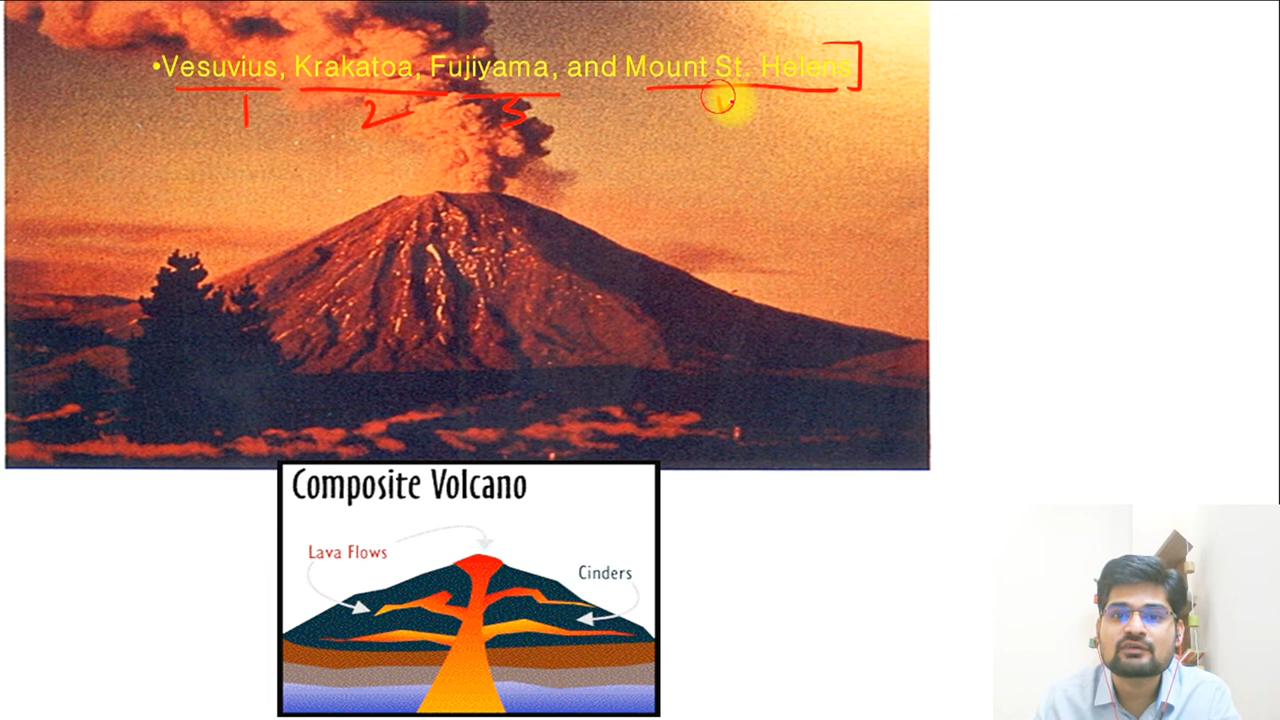 •Vesuvius, Krakatoa, Fujiyama, and Mount St. Helens
1 2 3
Composite Volcano
Lava Flows
Cinders